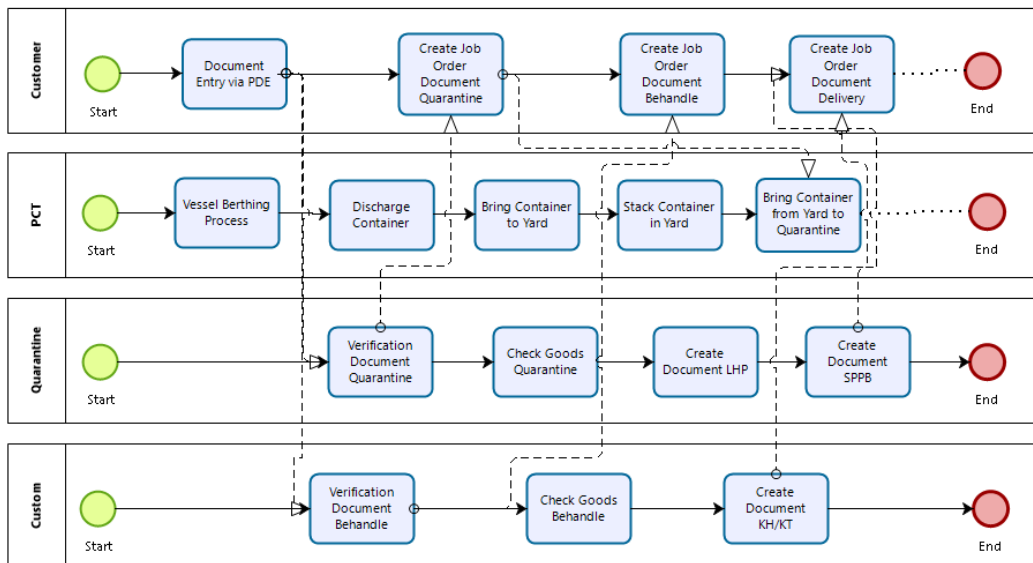 Customer
Start
Document
Entry via PDE
Create Job
Order
Document
Quarantine
Create Job
Order
Document
Behandle
Create Job
Order
Document
Delivery
End
PCT
Start
Vessel Berthing
Process
Discharge
Container
Bring Container
to Yard
Stack Container
in Yard
Bring Container
from Yard to
Quarantine
End
Quarantine
Start
Verification
Document
Quarantine
Check Goods
Quarantine
Create
Document LHP
Create
Document
SPPB
End
Custom
Start
Verification
Document
Behandle
Check Goods
Behandle
Create
Document
KH/KT
End